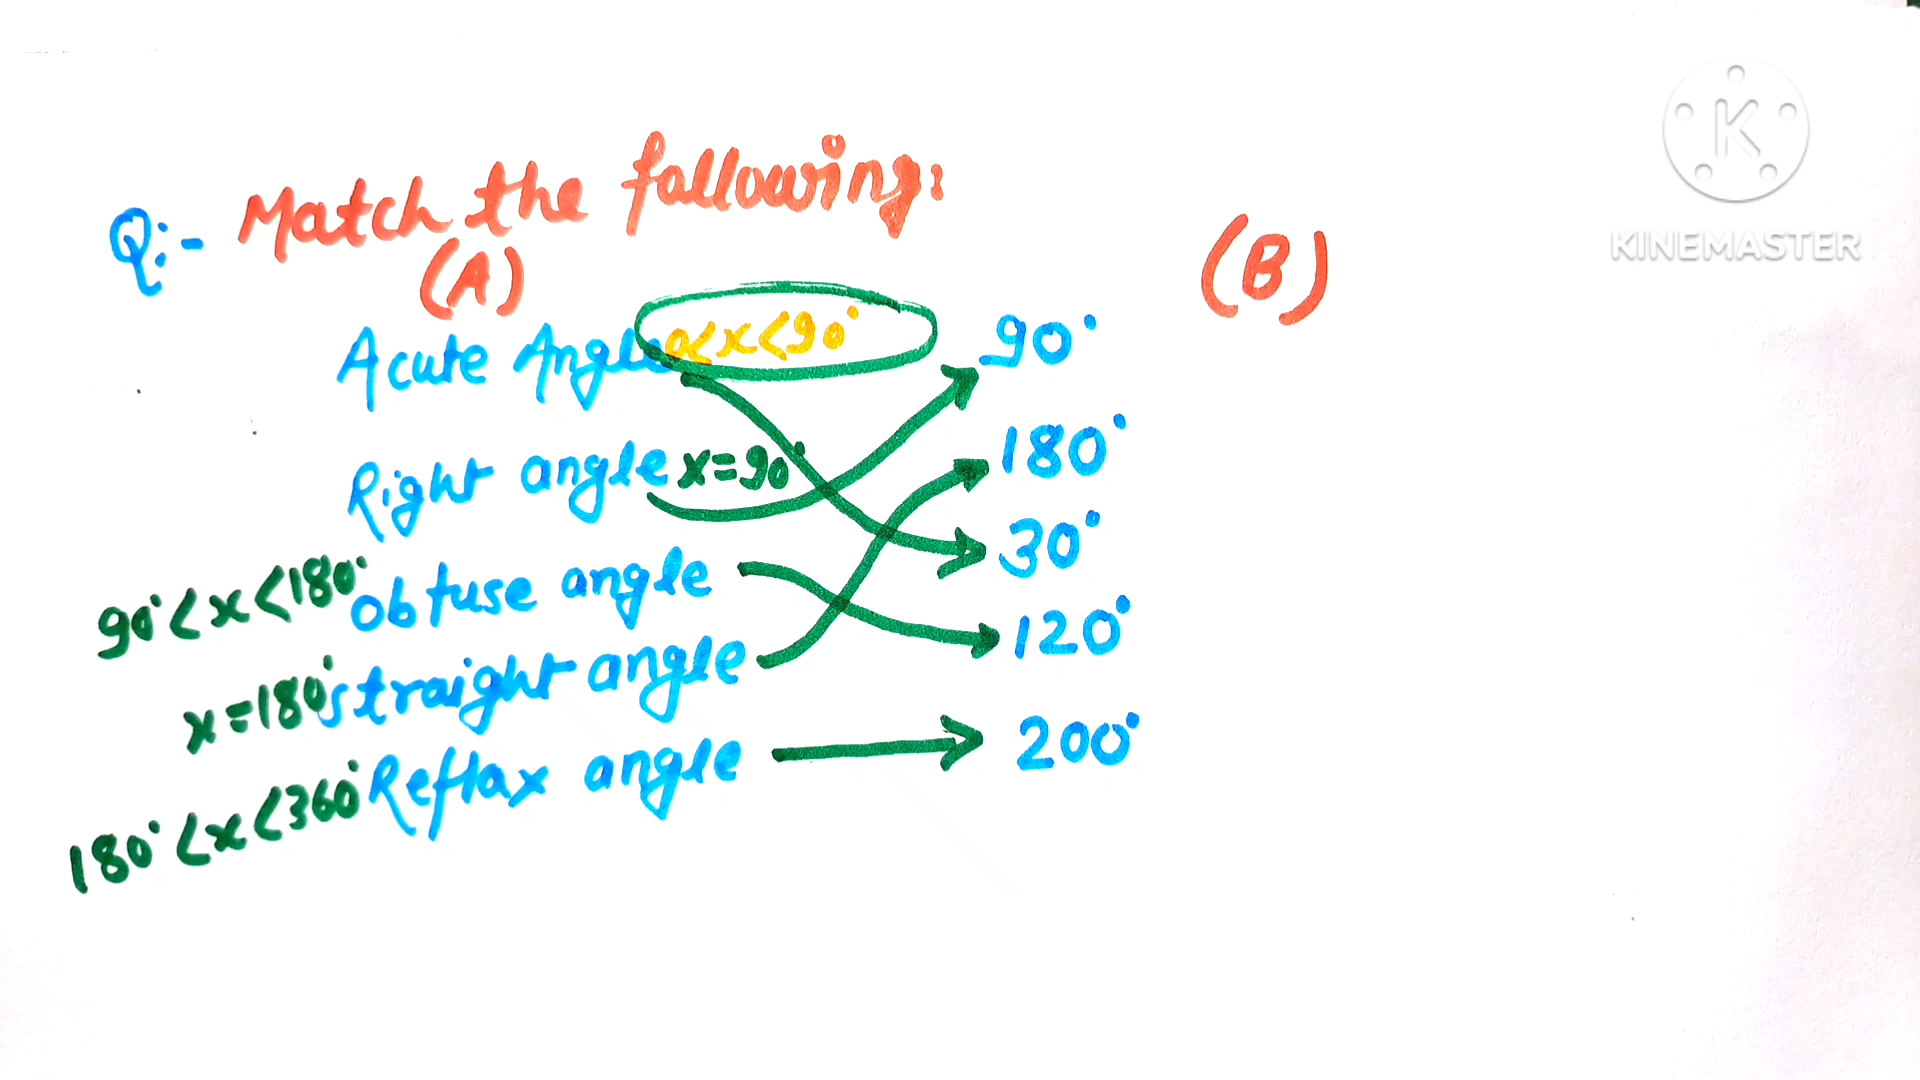 Q:- Match the following:
(A) (B)
Acute Angle 0<x<90° 90°
Right angle x=90° 180°
30°
90°<x<180° obtuse angle 120°
x=180° straight angle
180°<x<360° Reflax angle 200°
K
KINEMASTER